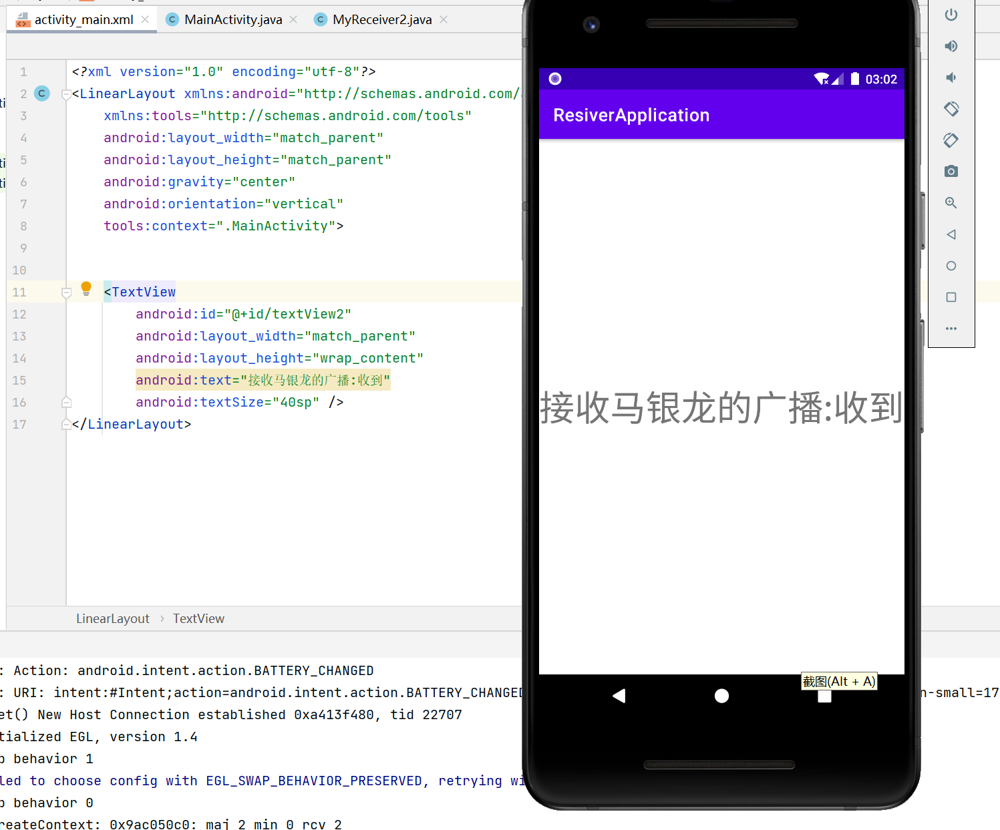 activity_main.xml
MainActivity.java
MyReceiver2.java
1 <?xml version="1.0" encoding="utf-8"?>
2 <LinearLayout xmlns:android="http://schemas.android.com/
3 xmlns:tools="http://schemas.android.com/tools"
4 android:layout_width="match_parent"
5 android:layout_height="match_parent"
6 android:gravity="center"
7 android:orientation="vertical"
8 tools:context=".MainActivity">
9
10
11 <TextView
12 android:id="@+id/textView2"
13 android:layout_width="match_parent"
14 android:layout_height="wrap_content"
15 android:text="接收马银龙的广播:收到"
16 android:textSize="40sp" />
17 </LinearLayout>
LinearLayout › TextView
: Action: android.intent.action.BATTERY_CHANGED
: URI: intent:#Intent;action=android.intent.action.BATTERY_CHANGED
n-small=17
et() New Host Connection established 0xa413f480, tid 22707
tialized EGL, version 1.4
p behavior 1
led to choose config with EGL_SWAP_BEHAVIOR_PRESERVED, retrying wi
p behavior 0
reateContext: 0x9ac050c0: maj 2 min 0 rcv 2
03:02
ResiverApplication
接收马银龙的广播:收到
截图(Alt + A)